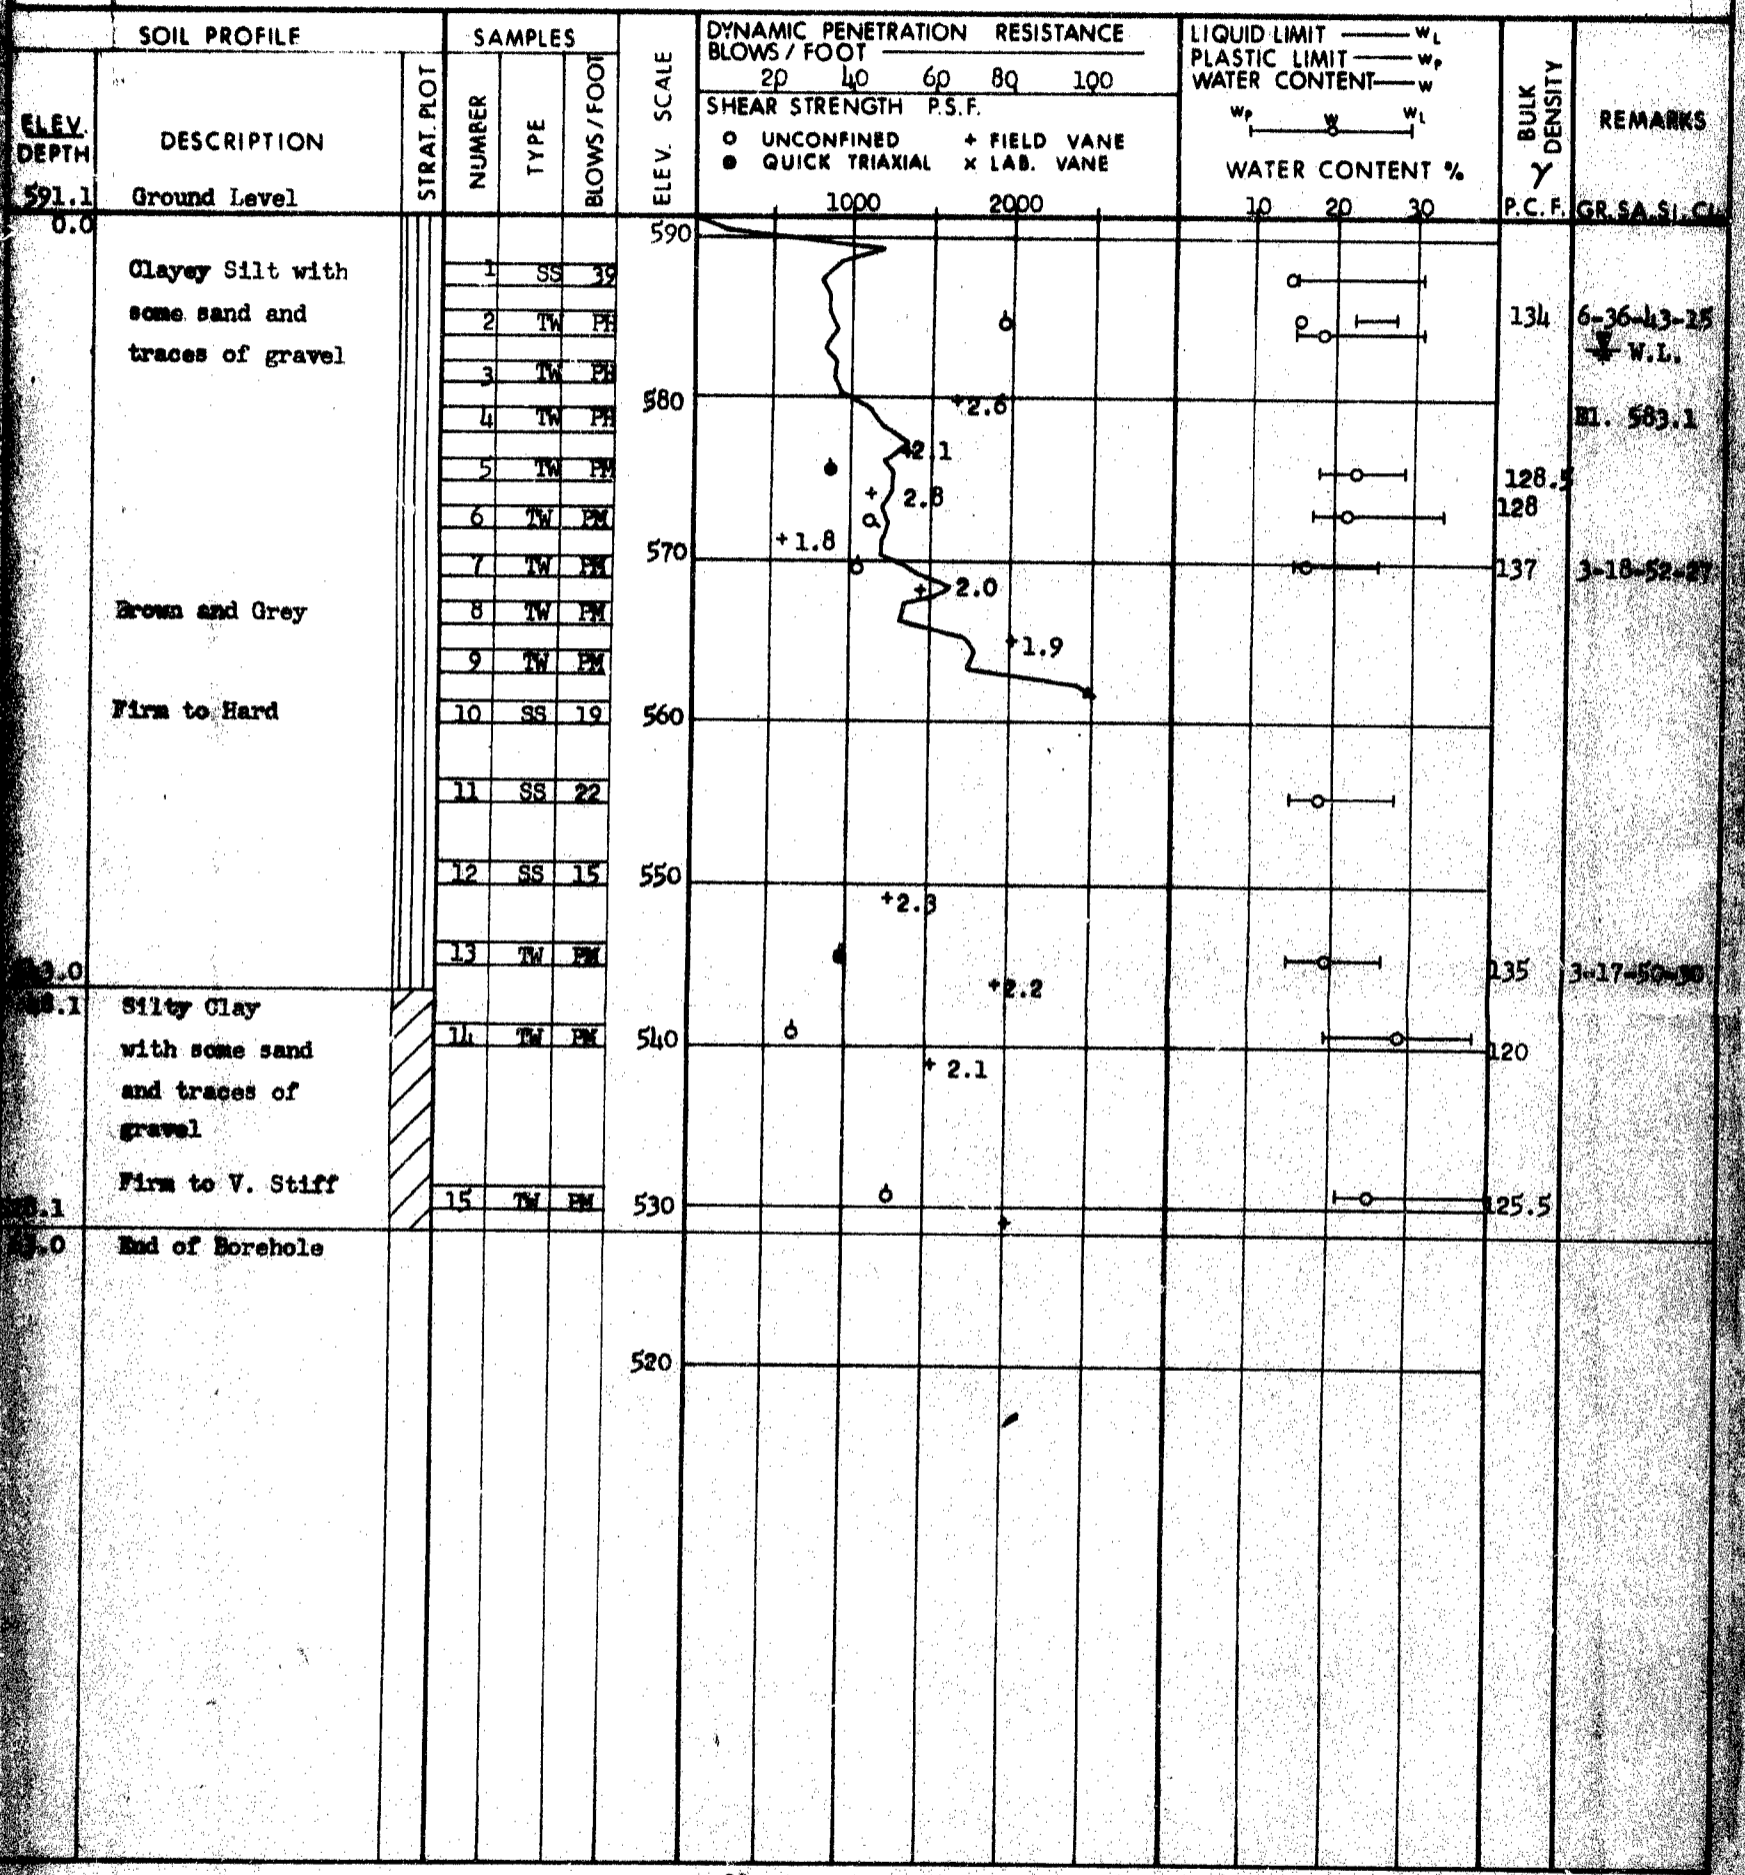 SOIL PROFILE
SAMPLES
ELEV. SCALE
DYNAMIC PENETRATION RESISTANCE
BLOWS / FOOT
20 40 60 80 100
SHEAR STRENGTH P.S.F.
O UNCONFINED + FIELD VANE
● QUICK TRIAXIAL × LAB. VANE
1000 2000
LIQUID LIMIT —— wL
PLASTIC LIMIT —— wP
WATER CONTENT — w
wP w wL
WATER CONTENT %
10 20 30
BULK DENSITY
γ
P.C.F.
REMARKS
GR. SA. SI. CL.
ELEV.
DEPTH
DESCRIPTION
STRAT. PLOT
NUMBER
TYPE
BLOWS / FOOT
591.1 Ground Level
0.0
590
Clayey Silt with
some sand and
traces of gravel
1 SS 39
2 TW PH
134 6-36-43-15
W.L.
3 TW PH
580
+2.6
4 TW PH
El. 583.1
2.1
5 TW PM
128.5
+ 2.8
6 TW PM
128
+1.8
570
7 TW PM
137 3-18-52-27
+2.0
Brown and Grey
8 TW PM
+1.9
9 TW PM
Firm to Hard
10 SS 19
560
11 SS 22
12 SS 15
550
+2.3
13 TW PM
135 3-17-50-30
+2.2
Silty Clay
with some sand
and traces of
gravel
14 TW PM
540
120
+ 2.1
Firm to V. Stiff
15 TW PM
530
125.5
End of Borehole
520